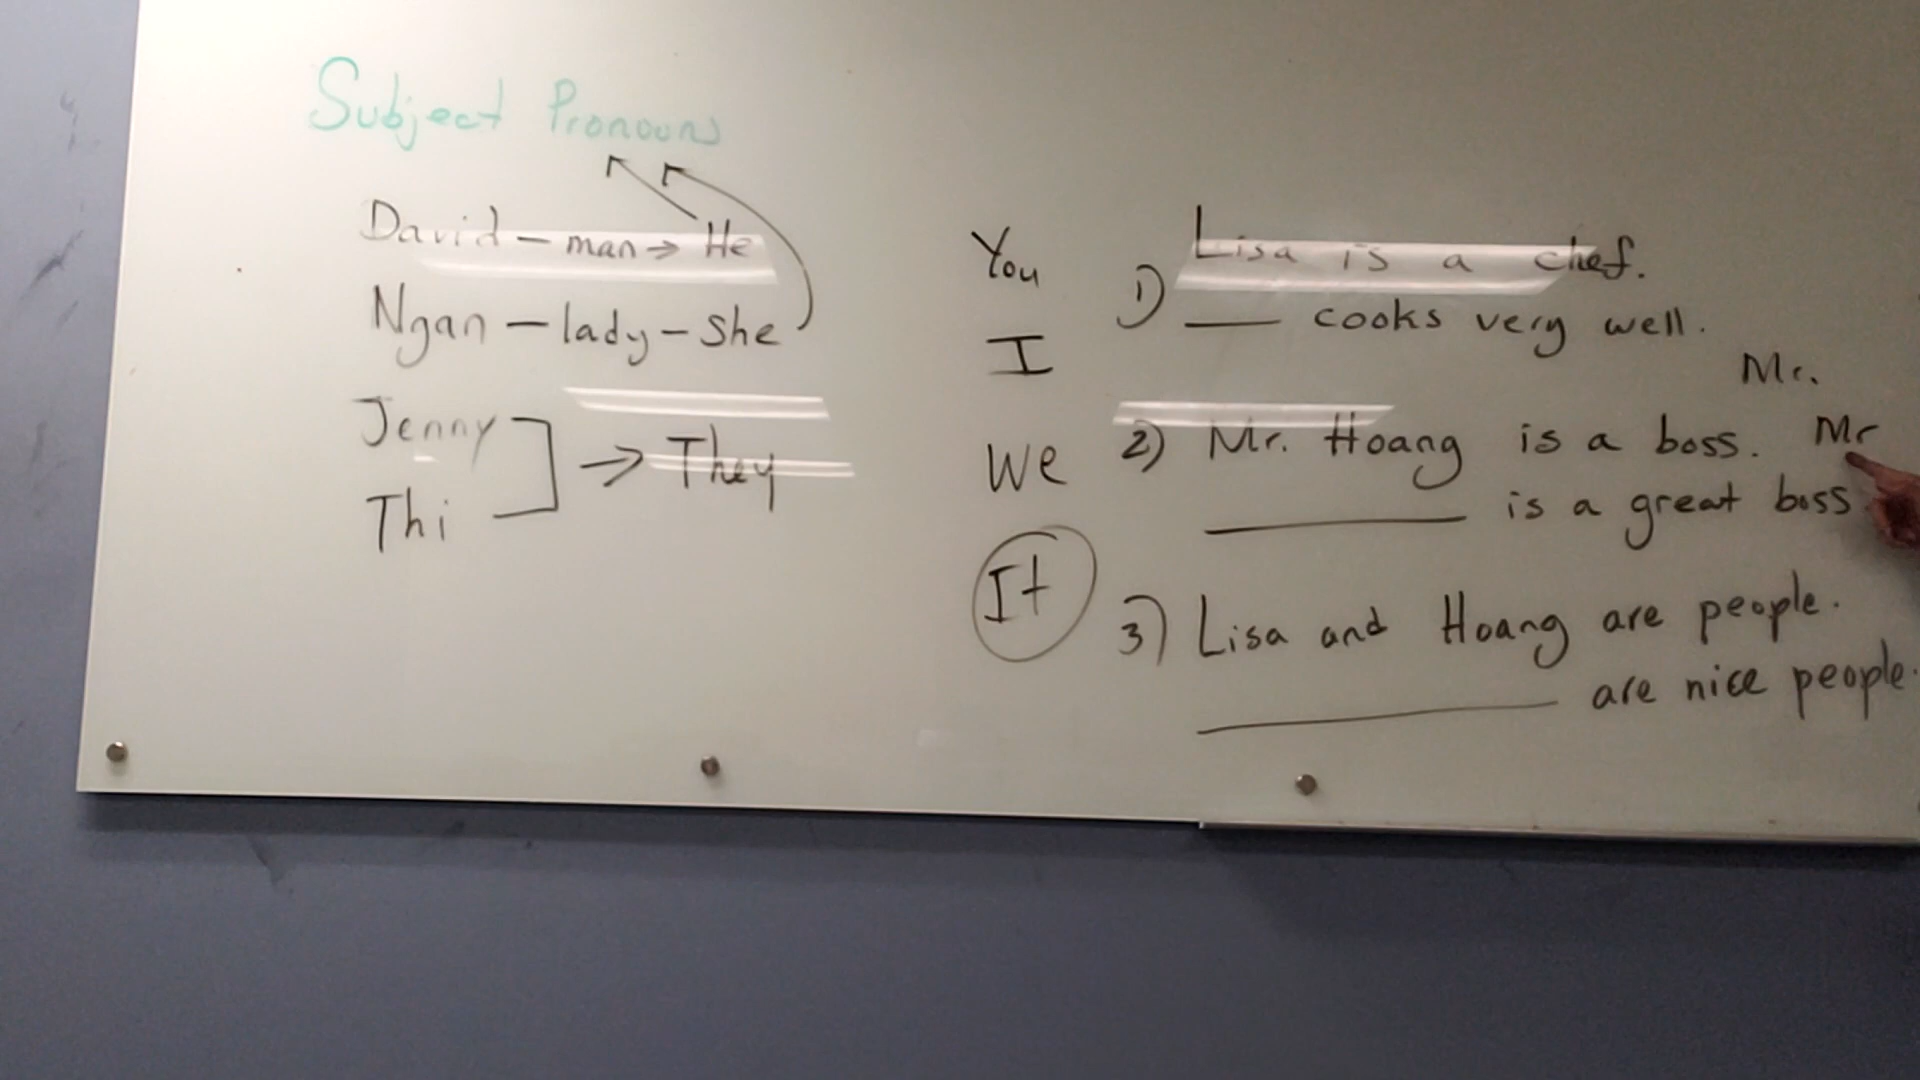 Subject Pronouns
David – man → He
Ngan – lady – she
Jenny
Thi
→ They
You
I
We
It
Lisa is a chef.
1) ___ cooks very well.
Mr.
2) Mr. Hoang is a boss. Mr
___ is a great boss.
3) Lisa and Hoang are people.
___ are nice people.